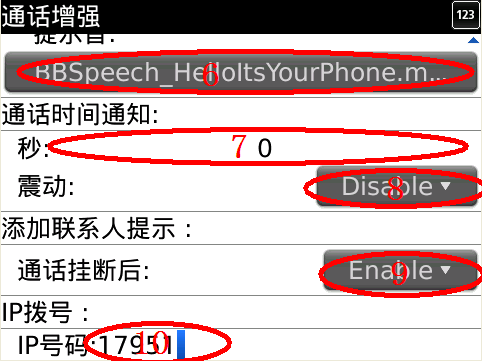 通话增强 123
提示音:
BBSpeech_HelloItsYourPhone.m...
6
通话时间通知:
秒: 7 0
震动: Disable
8
添加联系人提示：
通话挂断后: Enable
9
IP拨号：
IP号码:17951
10